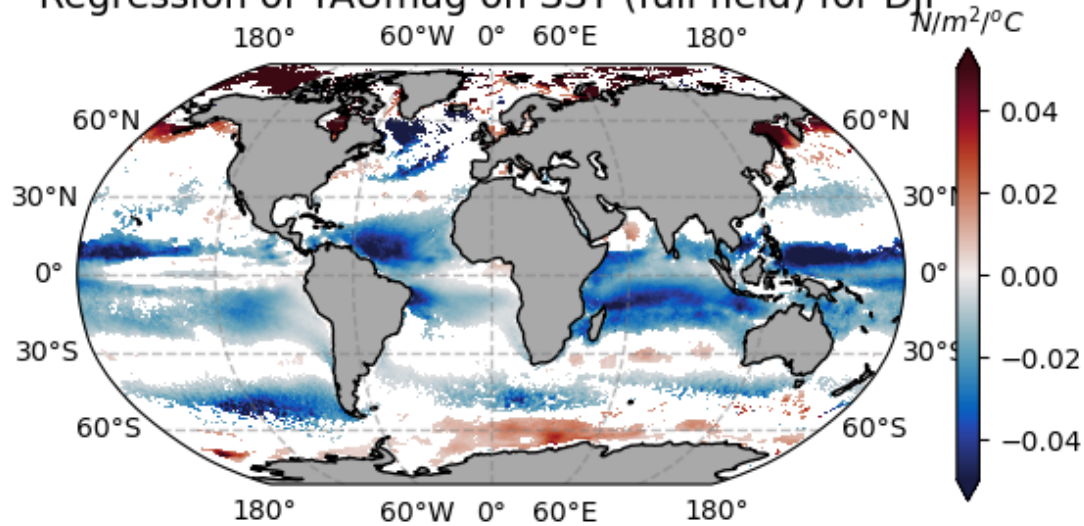 Regression of TAUmag on SST (full field) for DJF
N/m²/°C
180° 60°W 0° 60°E 180°
60°N 60°N 0.04
30°N 30°N 0.02
0° 0° 0.00
30°S 30°S −0.02
60°S 60°S −0.04
180° 60°W 0° 60°E 180°